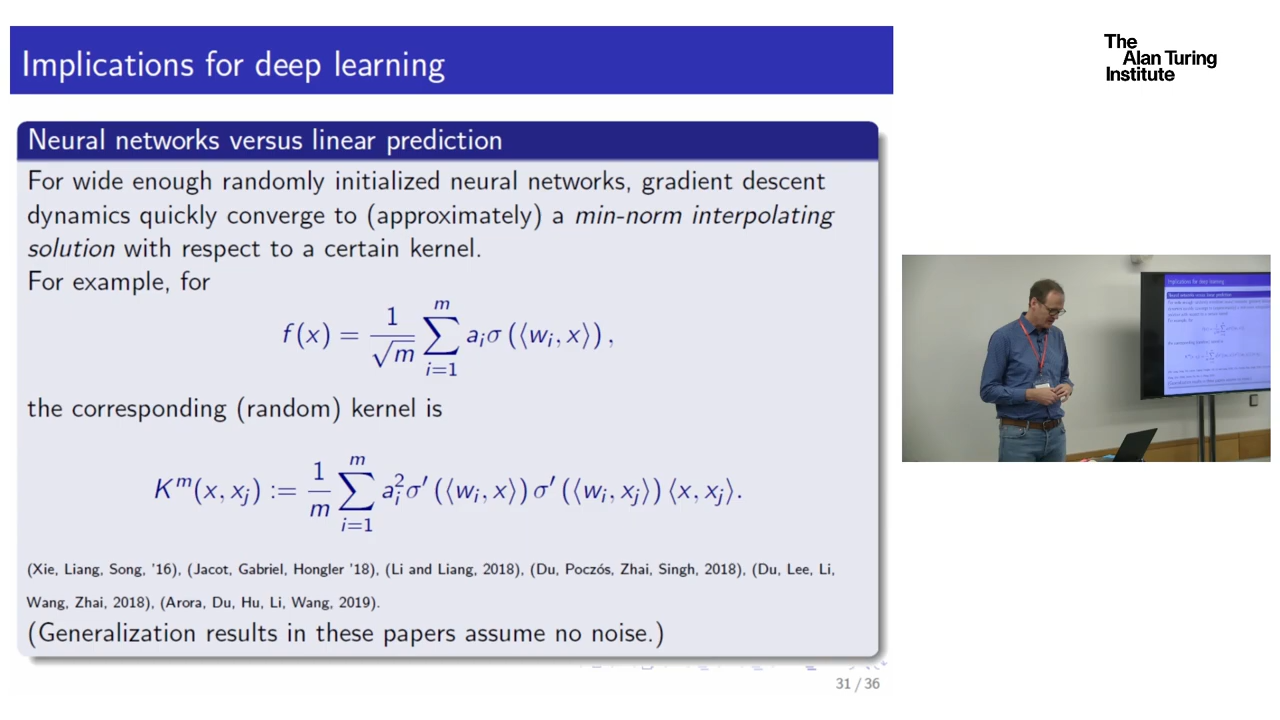 Implications for deep learning
Neural networks versus linear prediction
For wide enough randomly initialized neural networks, gradient descent
dynamics quickly converge to (approximately) a min-norm interpolating
solution with respect to a certain kernel.
For example, for
f(x) = 1/√m ∑_{i=1}^{m} a_i σ (⟨w_i, x⟩) ,
the corresponding (random) kernel is
K^m(x, x_j) := 1/m ∑_{i=1}^{m} a_i^2 σ′ (⟨w_i, x⟩) σ′ (⟨w_i, x_j⟩) ⟨x, x_j⟩.
(Xie, Liang, Song, '16), (Jacot, Gabriel, Hongler '18), (Li and Liang, 2018), (Du, Poczós, Zhai, Singh, 2018), (Du, Lee, Li,
Wang, Zhai, 2018), (Arora, Du, Hu, Li, Wang, 2019).
(Generalization results in these papers assume no noise.)
31 / 36
The
Alan Turing
Institute
Implications for deep learning